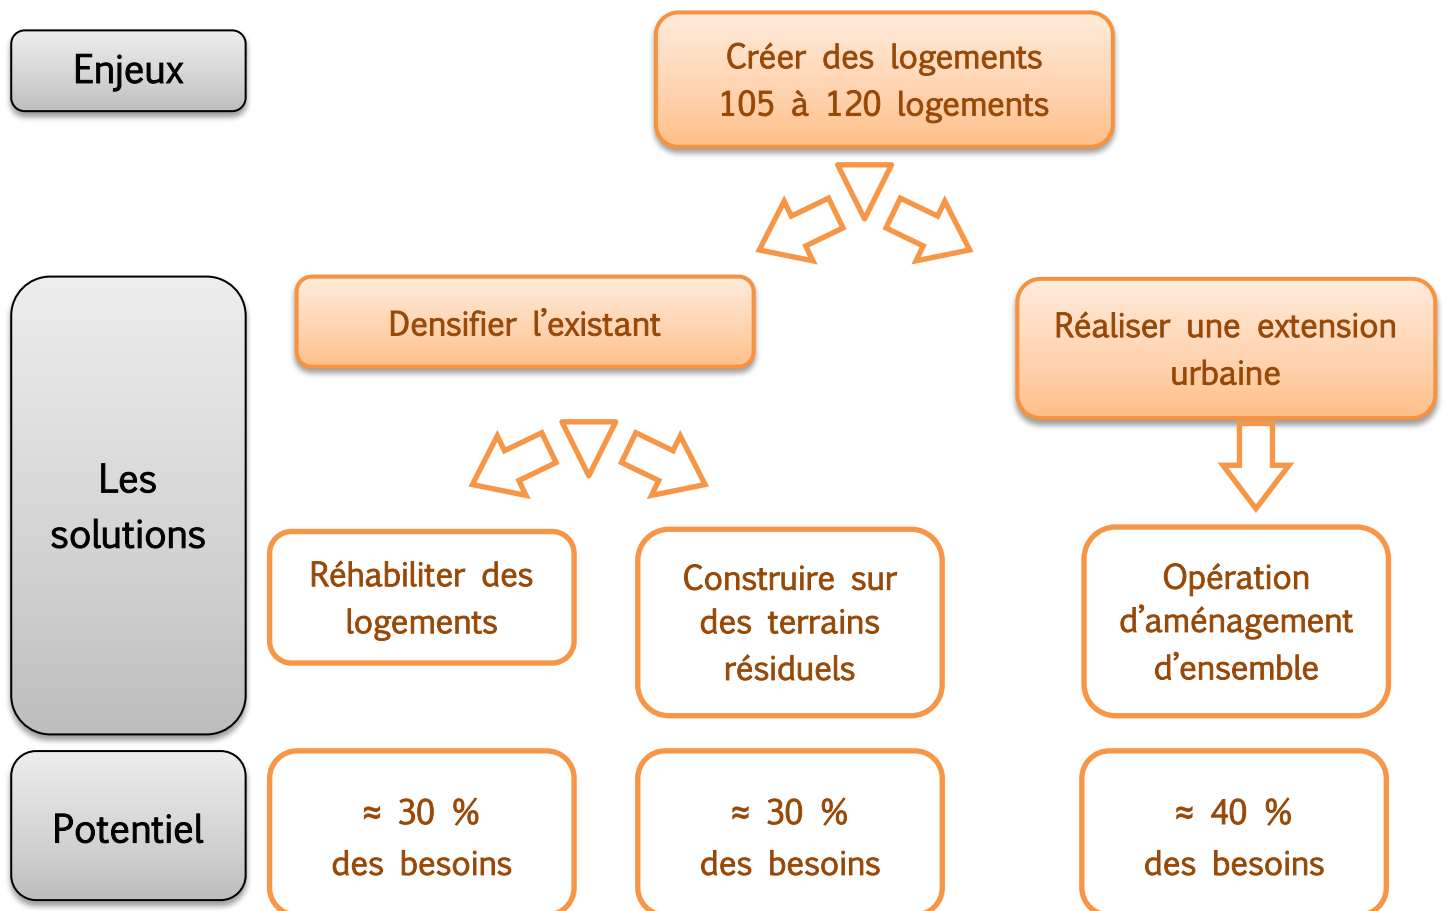 Enjeux
Créer des logements
105 à 120 logements
Densifier l’existant
Réaliser une extension
urbaine
Les
solutions
Réhabiliter des
logements
Construire sur
des terrains
résiduels
Opération
d’aménagement
d’ensemble
Potentiel
≈ 30 %
des besoins
≈ 30 %
des besoins
≈ 40 %
des besoins